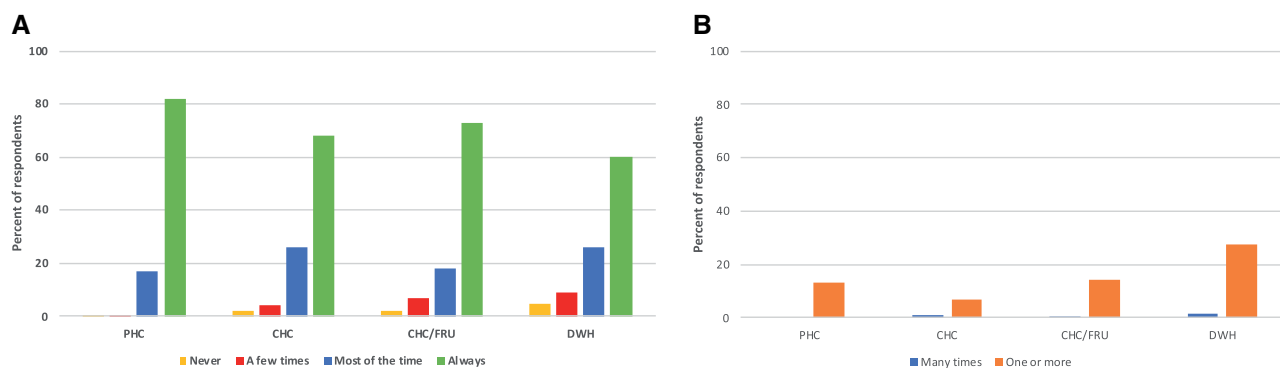 A
Percent of respondents
100
80
60
40
20
0
PHC CHC CHC/FRU DWH
Never A few times Most of the time Always
B
Percent of respondents
100
80
60
40
20
0
PHC CHC CHC/FRU DWH
Many times One or more